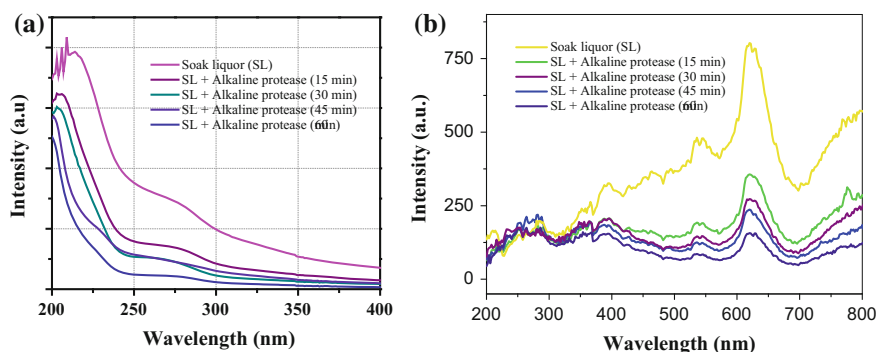 (a)
Intensity (a.u)
Soak liquor (SL)
SL + Alkaline protease (15 min)
SL + Alkaline protease (30 min)
SL + Alkaline protease (45 min)
SL + Alkaline protease (60n)
200 250 300 350 400
Wavelength (nm)
(b)
Intensity (a.u.)
750
500
250
0
Soak liquor (SL)
SL + Alkaline protease (15 min)
SL + Alkaline protease (30 min)
SL + Alkaline protease (45 min)
SL + Alkaline protease (60n)
200 300 400 500 600 700 800
Wavelength (nm)